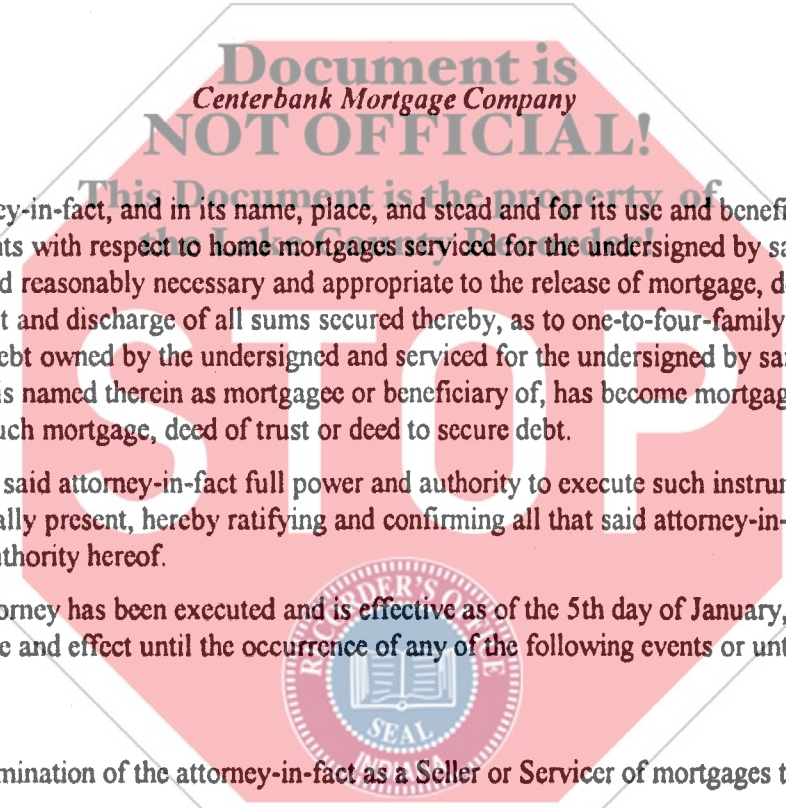 Document is
Centerbank Mortgage Company
NOT OFFICIAL!
This Document is the property of
the Lake County Recorder!
cy-in-fact, and in its name, place, and stead and for its use and benefi
nts with respect to home mortgages serviced for the undersigned by sa
d reasonably necessary and appropriate to the release of mortgage, d
t and discharge of all sums secured thereby, as to one-to-four-family
ebt owned by the undersigned and serviced for the undersigned by sai
is named therein as mortgagee or beneficiary of, has become mortgag
uch mortgage, deed of trust or deed to secure debt.
STOP
said attorney-in-fact full power and authority to execute such instrum
ally present, hereby ratifying and confirming all that said attorney-in-
thority hereof.
orney has been executed and is effective as of the 5th day of January,
e and effect until the occurrence of any of the following events or unt
RECORDER'S OFFICE
SEAL
INDIANA
mination of the attorney-in-fact as a Seller or Servicer of mortgages t